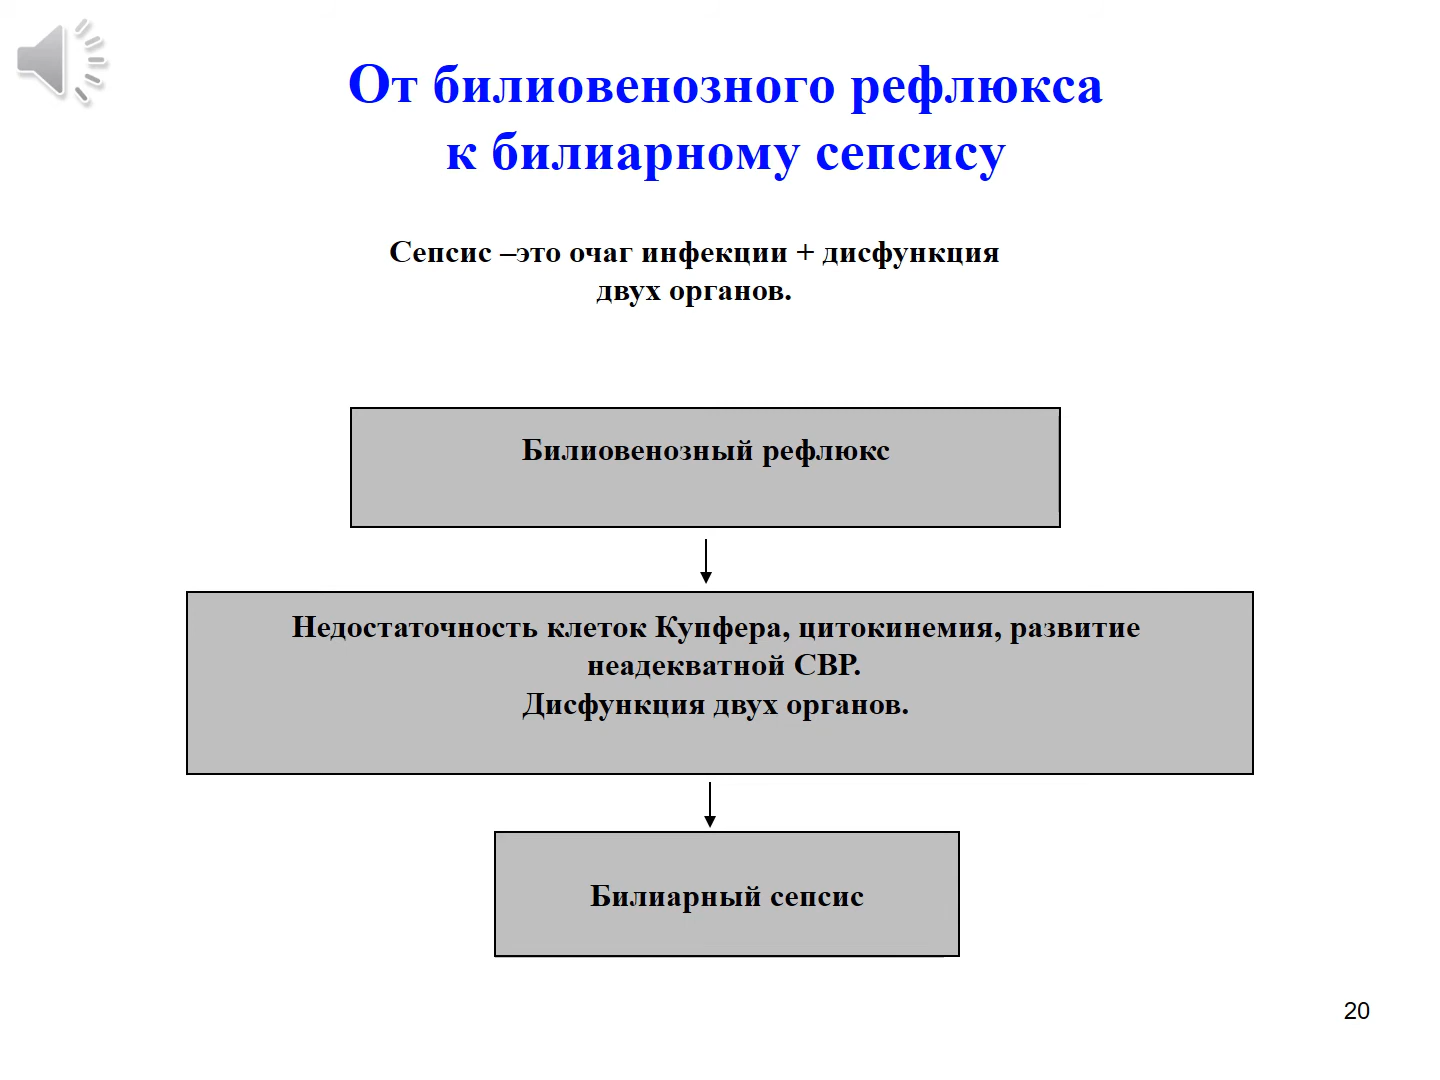 От билиовенозного рефлюкса
к билиарному сепсису
Сепсис –это очаг инфекции + дисфункция
двух органов.
Билиовенозный рефлюкс
Недостаточность клеток Купфера, цитокинемия, развитие
неадекватной СВР.
Дисфункция двух органов.
Билиарный сепсис
20